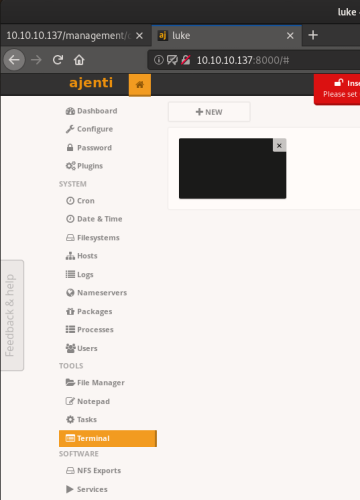 luke -
10.10.10.137/management/
luke
10.10.10.137:8000/#
ajenti
Inse
Please set
NEW
Dashboard
Configure
Password
Plugins
SYSTEM
Cron
Date & Time
Filesystems
Hosts
Logs
Nameservers
Packages
Processes
Users
TOOLS
File Manager
Notepad
Tasks
Terminal
SOFTWARE
NFS Exports
Services
Feedback & help